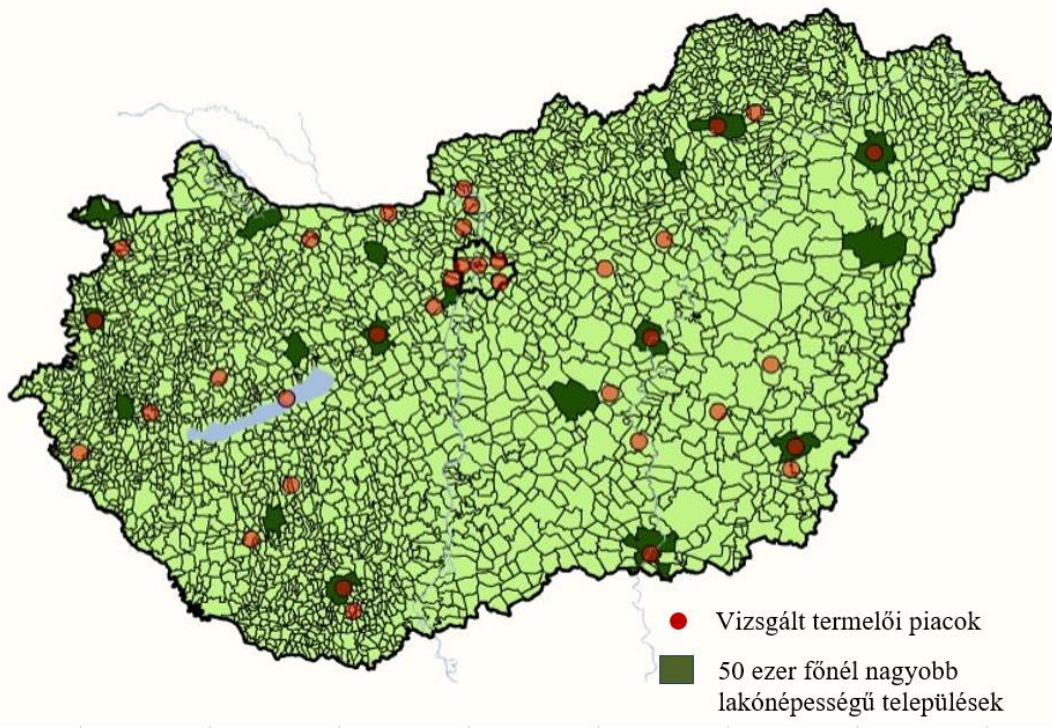 Vizsgált termelői piacok
50 ezer főnél nagyobb
lakónépességű települések